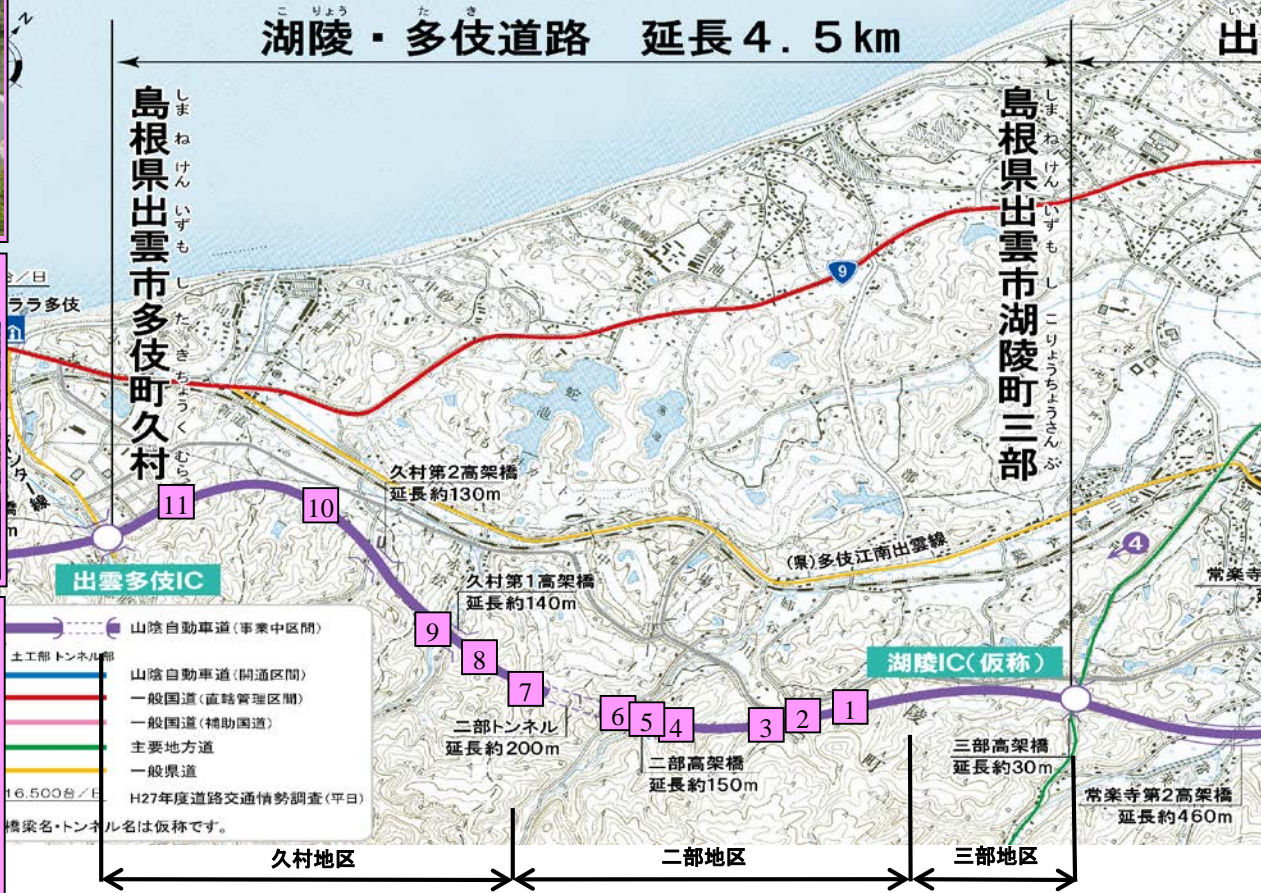 N
こ りょう た き
湖陵・多伎道路 延長4.5km
出
島根県出雲市多伎町久村
しまねけんいずもしたきちょうくむら
島根県出雲市湖陵町三部
しまねけんいずもしこりょうちょうさんぶ
台/日
ララ多伎
9
久村第2高架橋
延長約130m
11
10
出雲多伎IC
(県)多伎江南出雲線
4
常楽寺
久村第1高架橋
延長約140m
9
8
7
6
5
4
3
2
1
湖陵IC(仮称)
二部トンネル
延長約200m
二部高架橋
延長約150m
三部高架橋
延長約30m
常楽寺第2高架橋
延長約460m
山陰自動車道(事業中区間)
土工部 トンネル部
山陰自動車道(開通区間)
一般国道(直轄管理区間)
一般国道(補助国道)
主要地方道
一般県道
16,500台/日 H27年度道路交通情勢調査(平日)
橋梁名・トンネル名は仮称です。
久村地区
二部地区
三部地区